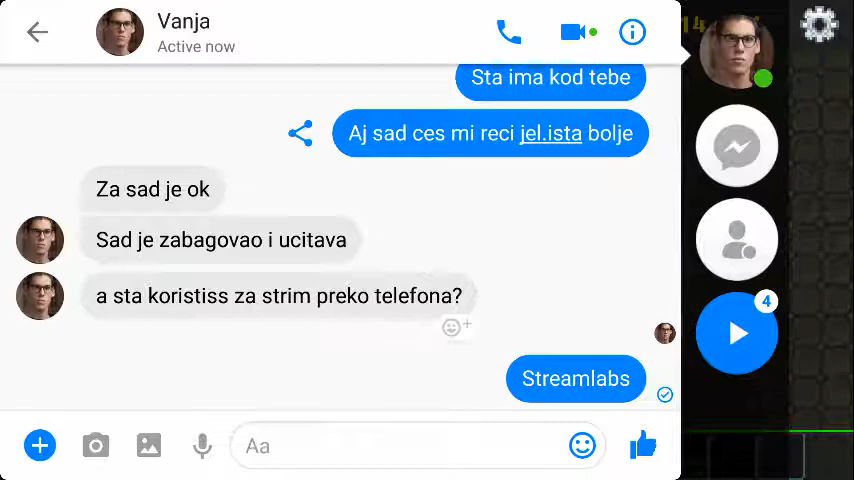 Vanja
Active now
Sta ima kod tebe
Aj sad ces mi reci jel.ista bolje
Za sad je ok
Sad je zabagovao i ucitava
a sta koristiss za strim preko telefona?
Streamlabs
Aa
4